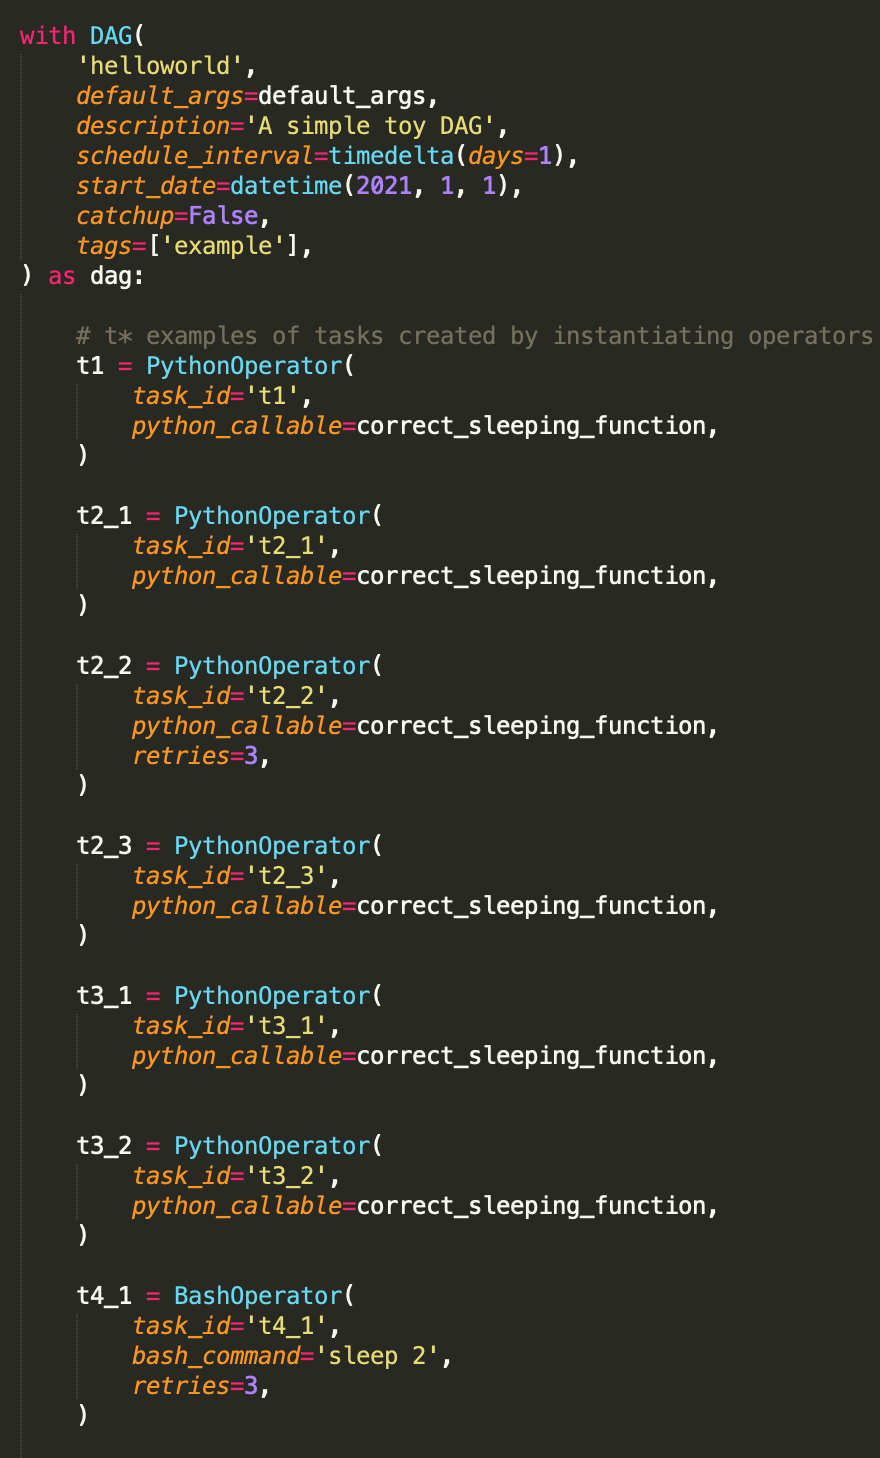 with DAG(
    'helloworld',
    default_args=default_args,
    description='A simple toy DAG',
    schedule_interval=timedelta(days=1),
    start_date=datetime(2021, 1, 1),
    catchup=False,
    tags=['example'],
) as dag:

    # t* examples of tasks created by instantiating operators
    t1 = PythonOperator(
        task_id='t1',
        python_callable=correct_sleeping_function,
    )

    t2_1 = PythonOperator(
        task_id='t2_1',
        python_callable=correct_sleeping_function,
    )

    t2_2 = PythonOperator(
        task_id='t2_2',
        python_callable=correct_sleeping_function,
        retries=3,
    )

    t2_3 = PythonOperator(
        task_id='t2_3',
        python_callable=correct_sleeping_function,
    )

    t3_1 = PythonOperator(
        task_id='t3_1',
        python_callable=correct_sleeping_function,
    )

    t3_2 = PythonOperator(
        task_id='t3_2',
        python_callable=correct_sleeping_function,
    )

    t4_1 = BashOperator(
        task_id='t4_1',
        bash_command='sleep 2',
        retries=3,
    )